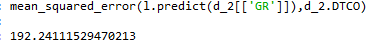 : mean_squared_error(l.predict(d_2[['GR']]),d_2.DTCO)
:
: 192.24111529470213